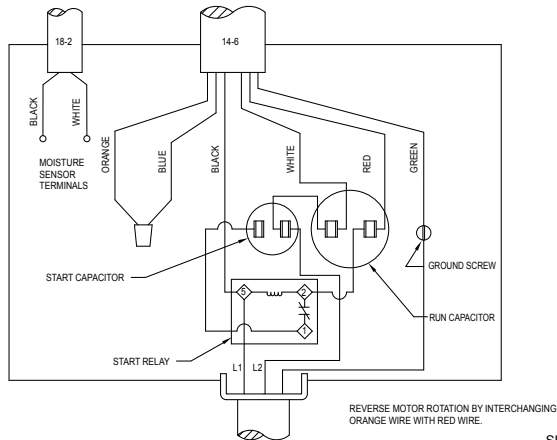 18-2
14-6
BLACK
WHITE
ORANGE
BLUE
BLACK
WHITE
RED
GREEN
MOISTURE
SENSOR
TERMINALS
START CAPACITOR
GROUND SCREW
RUN CAPACITOR
5
2
1
START RELAY
L1 L2
REVERSE MOTOR ROTATION BY INTERCHANGING
ORANGE WIRE WITH RED WIRE.